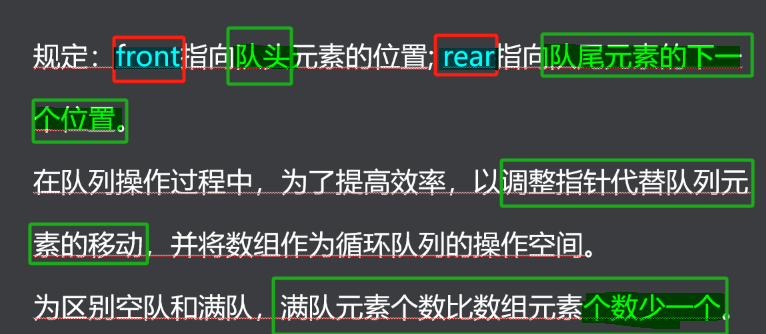 规定：front指向队头元素的位置; rear指向队尾元素的下一
个位置。
在队列操作过程中，为了提高效率，以调整指针代替队列元
素的移动，并将数组作为循环队列的操作空间。
为区别空队和满队，满队元素个数比数组元素个数少一个。